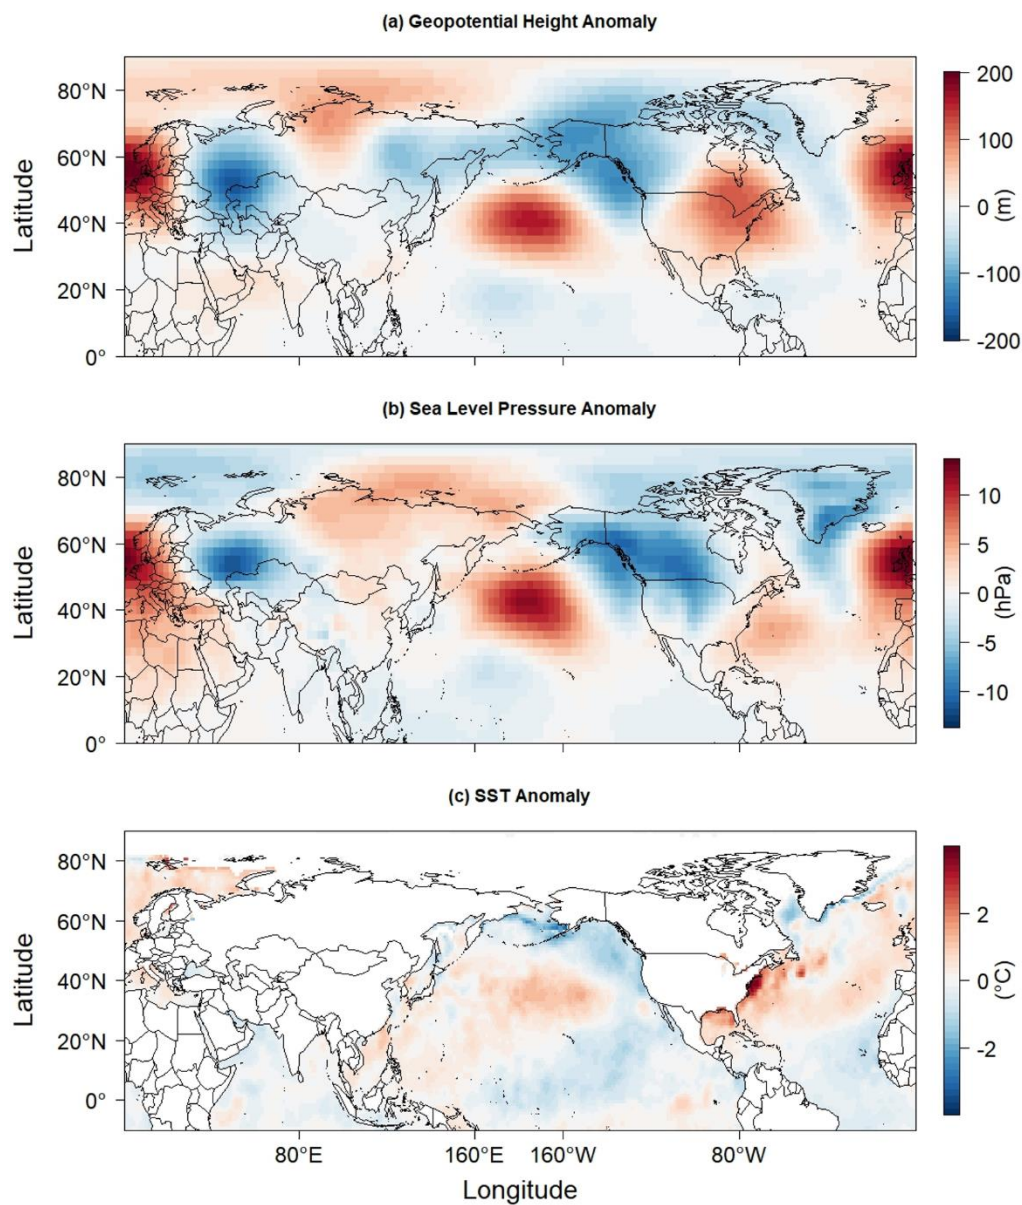 (a) Geopotential Height Anomaly
80°N
60°N
40°N
20°N
0°
Latitude
200
100
0
-100
-200
(m)
(b) Sea Level Pressure Anomaly
80°N
60°N
40°N
20°N
0°
Latitude
10
5
0
-5
-10
(hPa)
(c) SST Anomaly
80°N
60°N
40°N
20°N
0°
Latitude
2
0
-2
(°C)
80°E
160°E
160°W
80°W
Longitude